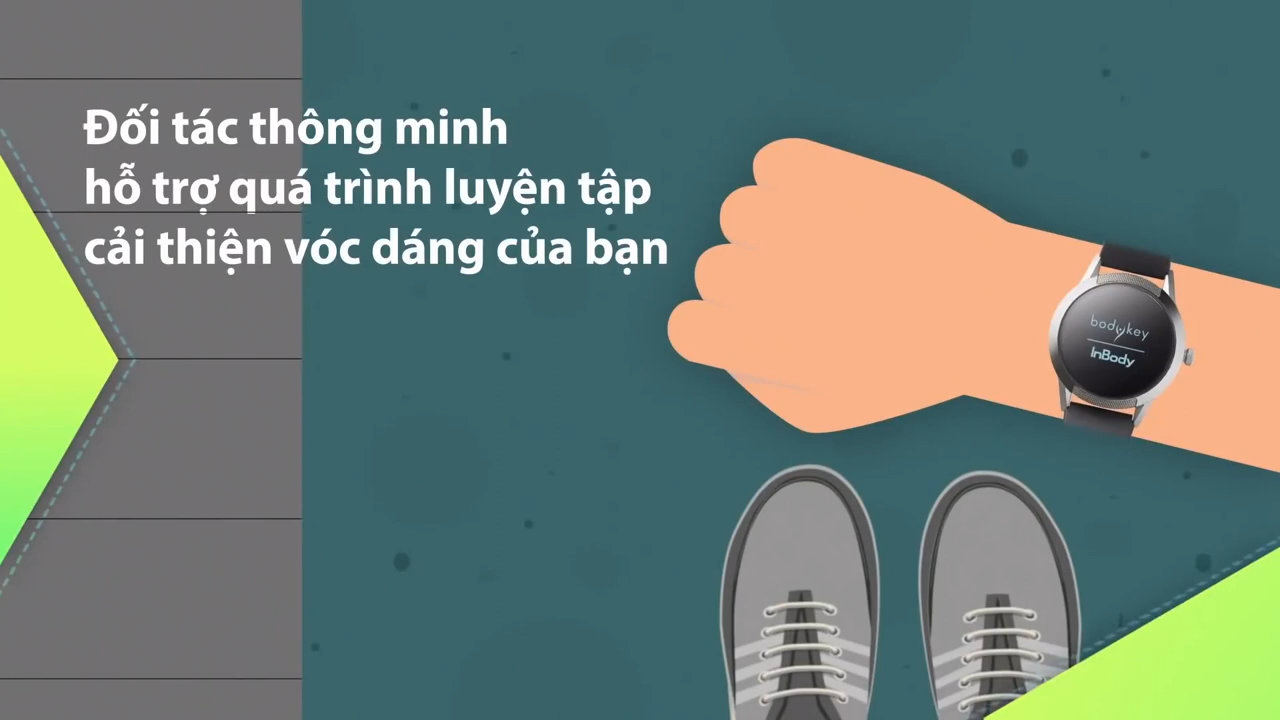 Đối tác thông minh
hỗ trợ quá trình luyện tập
cải thiện vóc dáng của bạn
bodykey
InBody